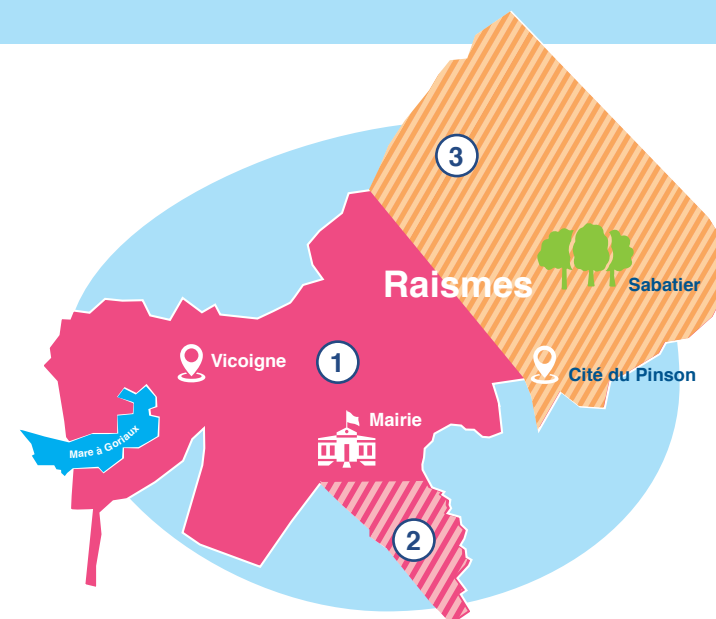 3
Raismes
Sabatier
Vicoigne
1
Cité du Pinson
Mairie
Mare à Goriaux
2